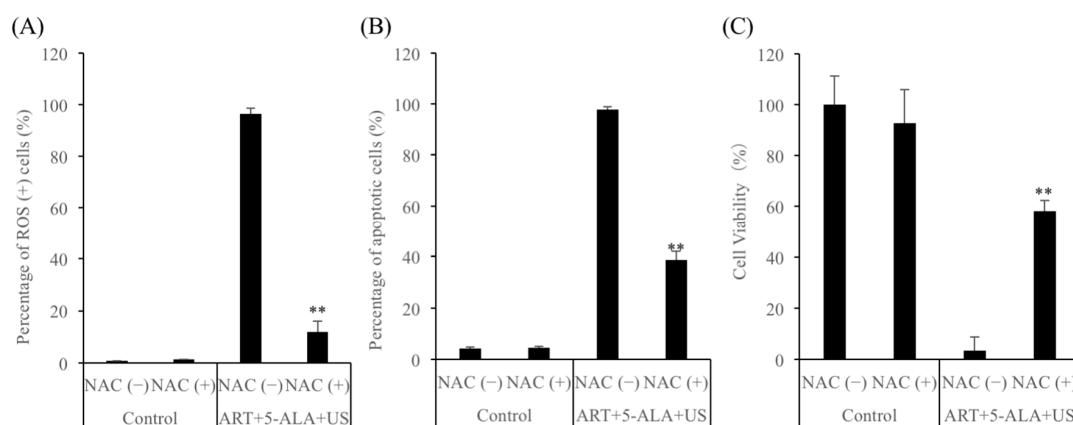 (A)
Percentage of ROS (+) cells (%)
120
100
80
60
40
20
0
**
NAC (−) NAC (+) NAC (−) NAC (+)
Control ART+5-ALA+US
(B)
Percentage of apoptotic cells (%)
120
100
80
60
40
20
0
**
NAC (−) NAC (+) NAC (−) NAC (+)
Control ART+5-ALA+US
(C)
Cell Viability (%)
120
100
80
60
40
20
0
**
NAC (−) NAC (+) NAC (−) NAC (+)
Control ART+5-ALA+US